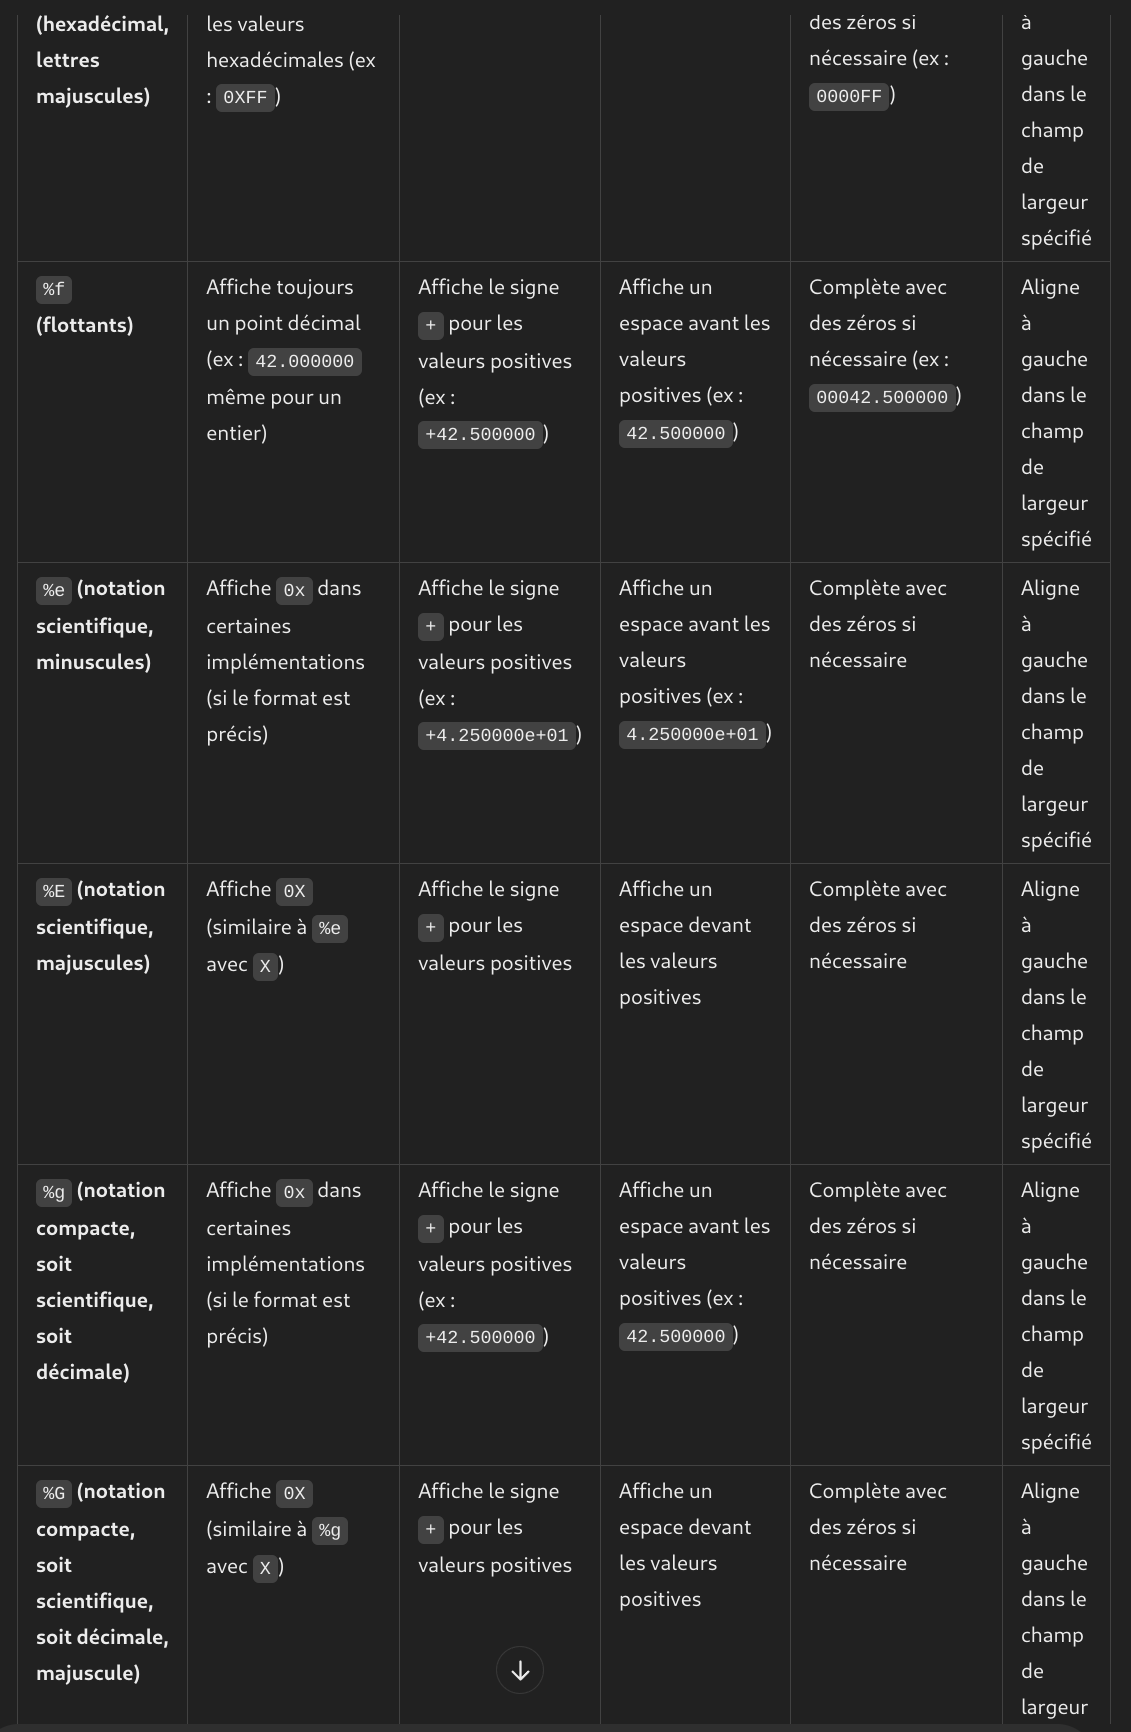 (hexadécimal,
lettres
majuscules)
les valeurs
hexadécimales (ex
: 0XFF )
des zéros si
nécessaire (ex :
0000FF )
à
gauche
dans le
champ
de
largeur
spécifié
%f
(flottants)
Affiche toujours
un point décimal
(ex : 42.000000
même pour un
entier)
Affiche le signe
+ pour les
valeurs positives
(ex :
+42.500000 )
Affiche un
espace avant les
valeurs
positives (ex :
42.500000 )
Complète avec
des zéros si
nécessaire (ex :
00042.500000 )
Aligne
à
gauche
dans le
champ
de
largeur
spécifié
%e (notation
scientifique,
minuscules)
Affiche 0x dans
certaines
implémentations
(si le format est
précis)
Affiche le signe
+ pour les
valeurs positives
(ex :
+4.250000e+01 )
Affiche un
espace avant les
valeurs
positives (ex :
4.250000e+01 )
Complète avec
des zéros si
nécessaire
Aligne
à
gauche
dans le
champ
de
largeur
spécifié
%E (notation
scientifique,
majuscules)
Affiche 0X
(similaire à %e
avec X )
Affiche le signe
+ pour les
valeurs positives
Affiche un
espace devant
les valeurs
positives
Complète avec
des zéros si
nécessaire
Aligne
à
gauche
dans le
champ
de
largeur
spécifié
%g (notation
compacte,
soit
scientifique,
soit
décimale)
Affiche 0x dans
certaines
implémentations
(si le format est
précis)
Affiche le signe
+ pour les
valeurs positives
(ex :
+42.500000 )
Affiche un
espace avant les
valeurs
positives (ex :
42.500000 )
Complète avec
des zéros si
nécessaire
Aligne
à
gauche
dans le
champ
de
largeur
spécifié
%G (notation
compacte,
soit
scientifique,
soit décimale,
majuscule)
Affiche 0X
(similaire à %g
avec X )
Affiche le signe
+ pour les
valeurs positives
Affiche un
espace devant
les valeurs
positives
Complète avec
des zéros si
nécessaire
Aligne
à
gauche
dans le
champ
de
largeur